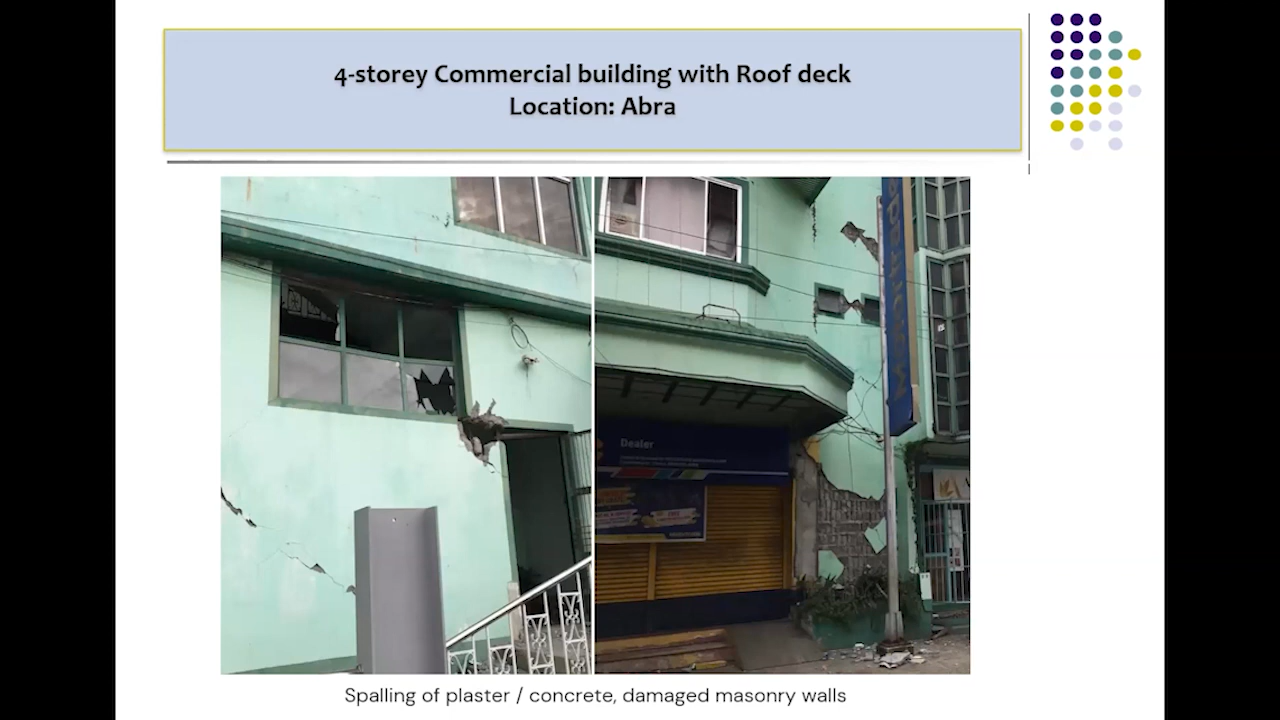 4-storey Commercial building with Roof deck
Location: Abra
Dealer
Spalling of plaster / concrete, damaged masonry walls